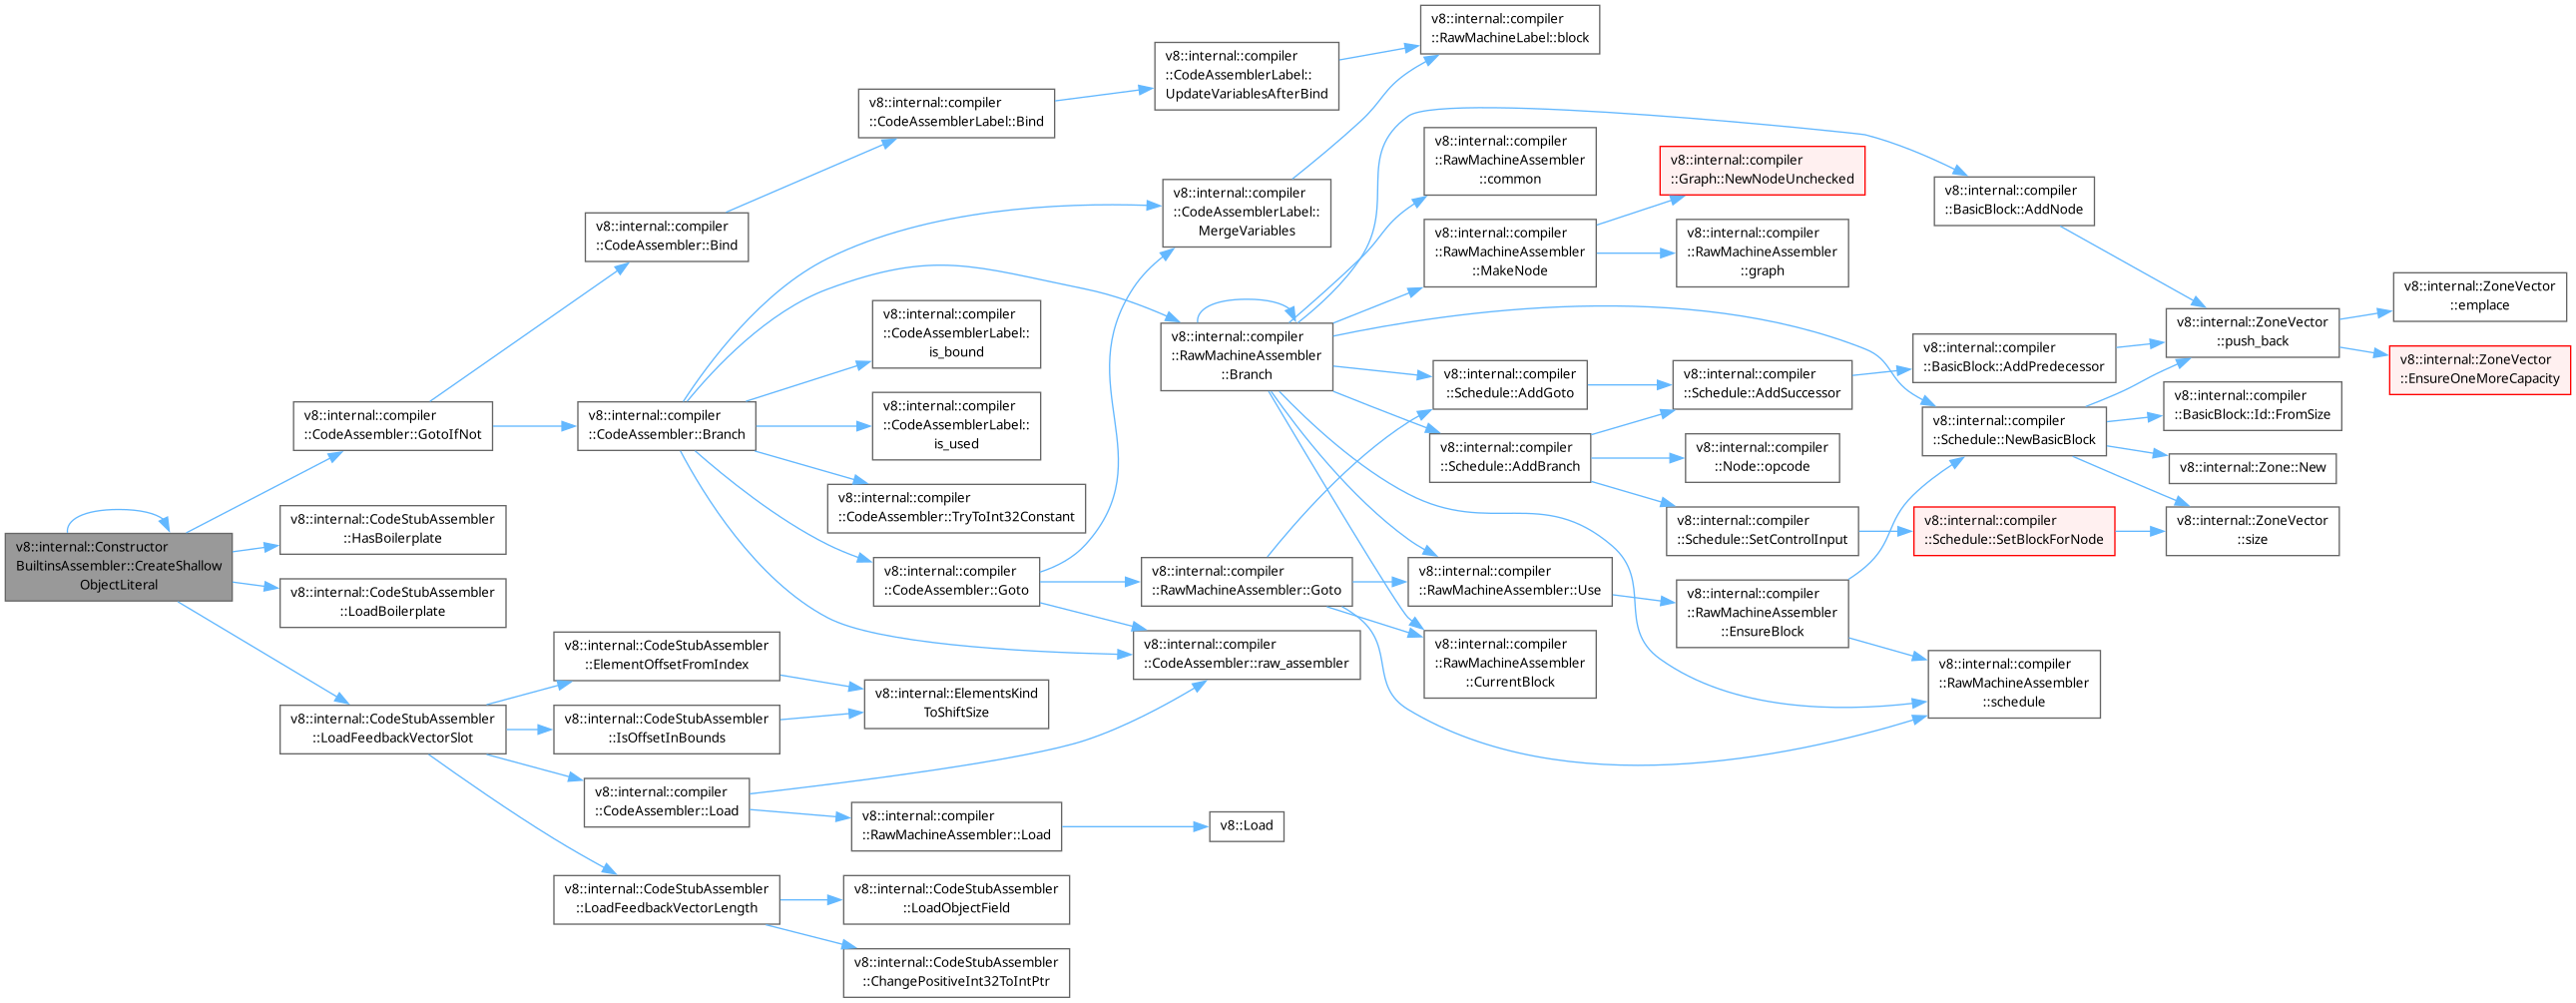 v8::internal::Constructor
BuiltinsAssembler::CreateShallow
ObjectLiteral
v8::internal::compiler
::CodeAssembler::GotoIfNot
v8::internal::CodeStubAssembler
::HasBoilerplate
v8::internal::CodeStubAssembler
::LoadBoilerplate
v8::internal::CodeStubAssembler
::LoadFeedbackVectorSlot
v8::internal::compiler
::CodeAssembler::Bind
v8::internal::compiler
::CodeAssembler::Branch
v8::internal::CodeStubAssembler
::ElementOffsetFromIndex
v8::internal::CodeStubAssembler
::IsOffsetInBounds
v8::internal::compiler
::CodeAssembler::Load
v8::internal::CodeStubAssembler
::LoadFeedbackVectorLength
v8::internal::compiler
::CodeAssemblerLabel::Bind
v8::internal::compiler
::CodeAssemblerLabel::
is_bound
v8::internal::compiler
::CodeAssemblerLabel::
is_used
v8::internal::compiler
::CodeAssembler::TryToInt32Constant
v8::internal::compiler
::CodeAssembler::Goto
v8::internal::ElementsKind
ToShiftSize
v8::internal::compiler
::RawMachineAssembler::Load
v8::internal::CodeStubAssembler
::LoadObjectField
v8::internal::CodeStubAssembler
::ChangePositiveInt32ToIntPtr
v8::internal::compiler
::CodeAssemblerLabel::
UpdateVariablesAfterBind
v8::internal::compiler
::CodeAssemblerLabel::
MergeVariables
v8::internal::compiler
::RawMachineAssembler
::Branch
v8::internal::compiler
::RawMachineAssembler::Goto
v8::internal::compiler
::CodeAssembler::raw_assembler
v8::Load
v8::internal::compiler
::RawMachineLabel::block
v8::internal::compiler
::RawMachineAssembler
::common
v8::internal::compiler
::RawMachineAssembler
::MakeNode
v8::internal::compiler
::Schedule::AddGoto
v8::internal::compiler
::Schedule::AddBranch
v8::internal::compiler
::RawMachineAssembler::Use
v8::internal::compiler
::RawMachineAssembler
::CurrentBlock
v8::internal::compiler
::Graph::NewNodeUnchecked
v8::internal::compiler
::RawMachineAssembler
::graph
v8::internal::compiler
::Schedule::AddSuccessor
v8::internal::compiler
::Node::opcode
v8::internal::compiler
::Schedule::SetControlInput
v8::internal::compiler
::RawMachineAssembler
::EnsureBlock
v8::internal::compiler
::BasicBlock::AddNode
v8::internal::compiler
::BasicBlock::AddPredecessor
v8::internal::compiler
::Schedule::NewBasicBlock
v8::internal::compiler
::Schedule::SetBlockForNode
v8::internal::compiler
::RawMachineAssembler
::schedule
v8::internal::ZoneVector
::push_back
v8::internal::compiler
::BasicBlock::Id::FromSize
v8::internal::Zone::New
v8::internal::ZoneVector
::size
v8::internal::ZoneVector
::emplace
v8::internal::ZoneVector
::EnsureOneMoreCapacity